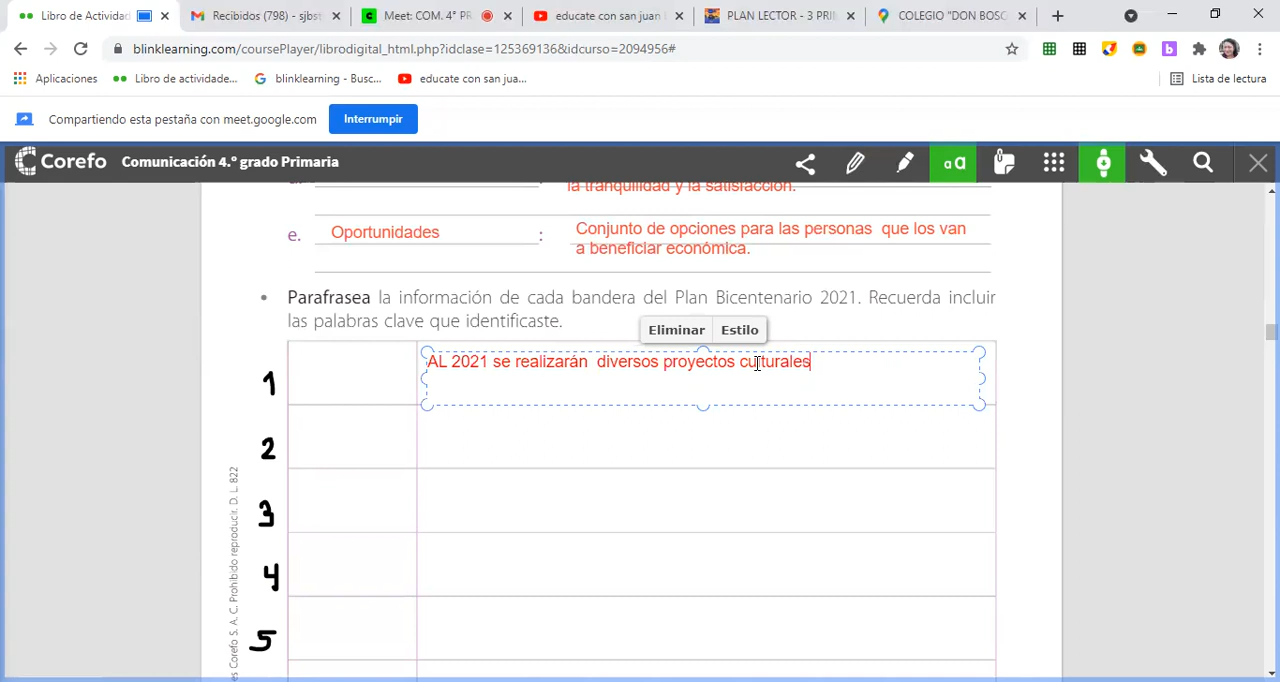 Libro de Activida
Recibidos (798) - sjbst
Meet: COM. 4° PR
educate con san juan
PLAN LECTOR - 3 PRI
COLEGIO "DON BOSC
blinklearning.com/coursePlayer/librodigital_html.php?idclase=125369136&idcurso=2094956#
Aplicaciones
Libro de actividade...
blinklearning - Busc...
educate con san jua...
Lista de lectura
Compartiendo esta pestaña con meet.google.com
Interrumpir
Corefo
Comunicación 4.º grado Primaria
a a
la tranquilidad y la satisfacción.
e. Oportunidades : Conjunto de opciones para las personas que los van
a beneficiar económica.
• Parafrasea la información de cada bandera del Plan Bicentenario 2021. Recuerda incluir
las palabras clave que identificaste.
Eliminar Estilo
1 AL 2021 se realizarán diversos proyectos culturales
2
3
4
5
es Corefo S. A. C. Prohibido reproducir. D. L. 822